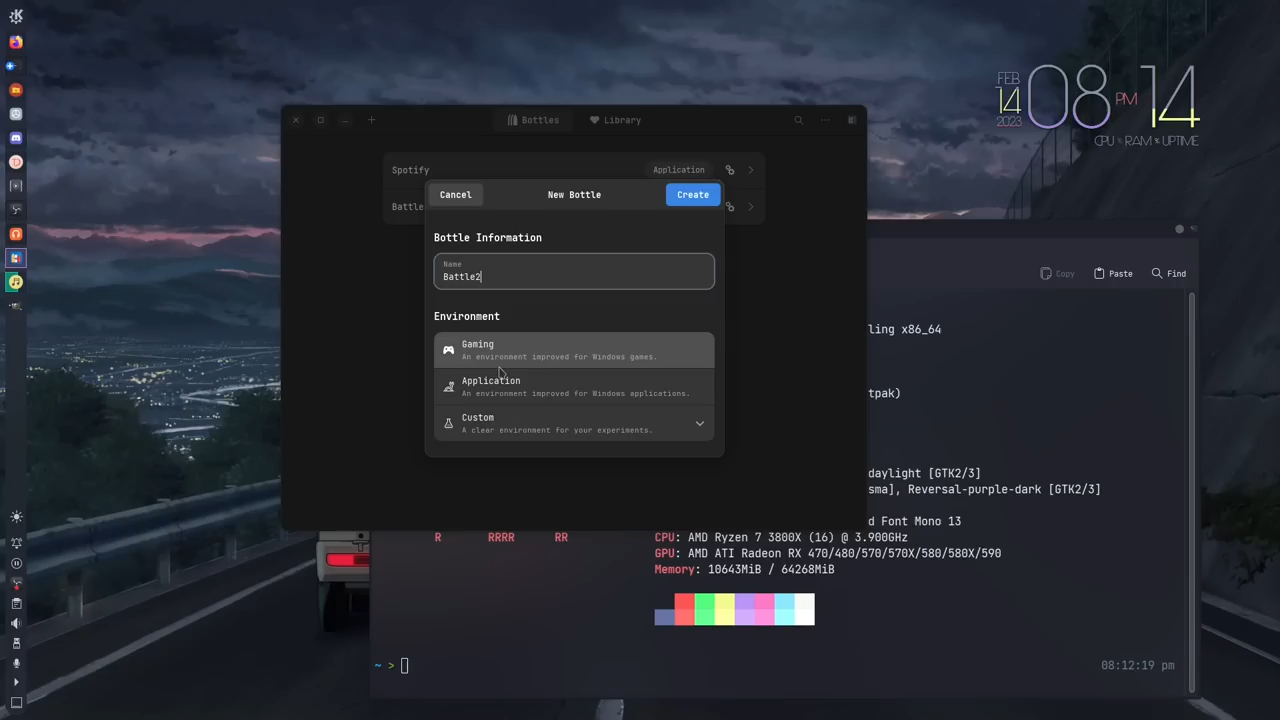 FEB
14
2023
08
PM
14
CPU % RAM % UPTIME
Bottles
Library
Spotify
Application
Battle
Cancel
New Bottle
Create
Bottle Information
Name
Battle2
Environment
Gaming
An environment improved for Windows games.
Application
An environment improved for Windows applications.
Custom
A clear environment for your experiments.
Copy
Paste
Find
ling x86_64
tpak)
daylight [GTK2/3]
sma], Reversal-purple-dark [GTK2/3]
d Font Mono 13
R RRRR RR
CPU: AMD Ryzen 7 3800X (16) @ 3.900GHz
GPU: AMD ATI Radeon RX 470/480/570/570X/580/580X/590
Memory: 10643MiB / 64268MiB
~ >
08:12:19 pm